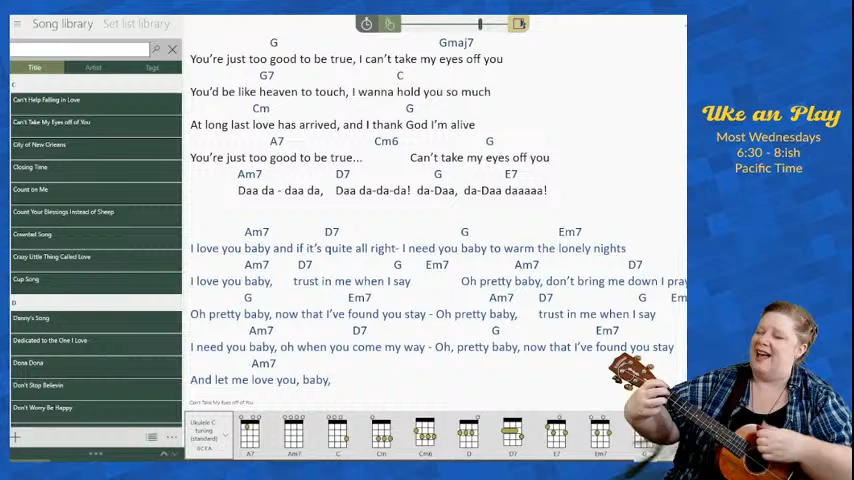 Song library Set list library
Title Artist Tags
C
Can't Help Falling in Love
Can't Take My Eyes off of You
City of New Orleans
Closing Time
Count on Me
Count Your Blessings Instead of Sheep
Crawdad Song
Crazy Little Thing Called Love
Cup Song
D
Danny's Song
Dedicated to the One I Love
Dona Dona
Don't Stop Believin
Don't Worry Be Happy
G Gmaj7
You're just too good to be true, I can't take my eyes off you
G7 C
You'd be like heaven to touch, I wanna hold you so much
Cm G
At long last love has arrived, and I thank God I'm alive
A7 Cm6 G
You're just too good to be true... Can't take my eyes off you
Am7 D7 G E7
Daa da - daa da, Daa da-da-da! da-Daa, da-Daa daaaaa!
Am7 D7 G Em7
I love you baby and if it's quite all right- I need you baby to warm the lonely nights
Am7 D7 G Em7 Am7 D7
I love you baby, trust in me when I say Oh pretty baby, don't bring me down I pray
G Em7 Am7 D7 G Em
Oh pretty baby, now that I've found you stay - Oh pretty baby, trust in me when I say
Am7 D7 G Em7
I need you baby, oh when you come my way - Oh, pretty baby, now that I've found you stay
Am7
And let me love you, baby,
Can't Take My Eyes off of You
Ukulele C
tuning
(standard)
GCEA
A7 Am7 C Cm Cm6 D D7 E7 Em7 G
Uke an Play
Most Wednesdays
6:30 - 8:ish
Pacific Time